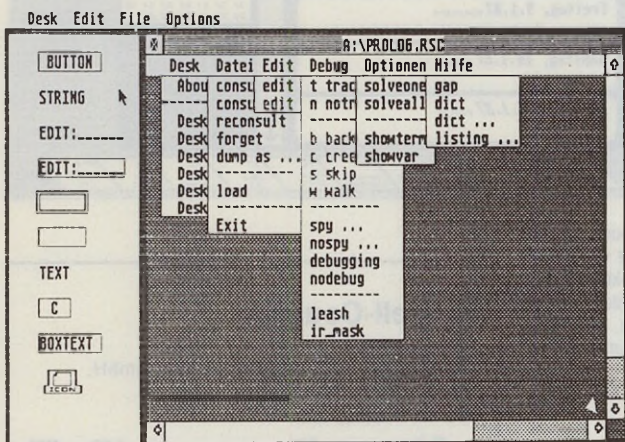 Desk Edit File Options
A:\PROLOG.RSC
BUTTON
STRING
EDIT:______
EDIT:______
TEXT
C
BOXTEXT
ICON
Desk Datei Edit Debug Optionen Hilfe
Abou
Desk
Desk
Desk
Desk
Desk
Desk
consu
consu
reconsult
forget
dump as ...
load
Exit
edit
edit
t trac
n notr
b back
c cree
s skip
w walk
spy ...
nospy ...
debugging
nodebug
leash
ir_mask
solveone
solveall
showterm
showvar
gap
dict
dict ...
listing ...